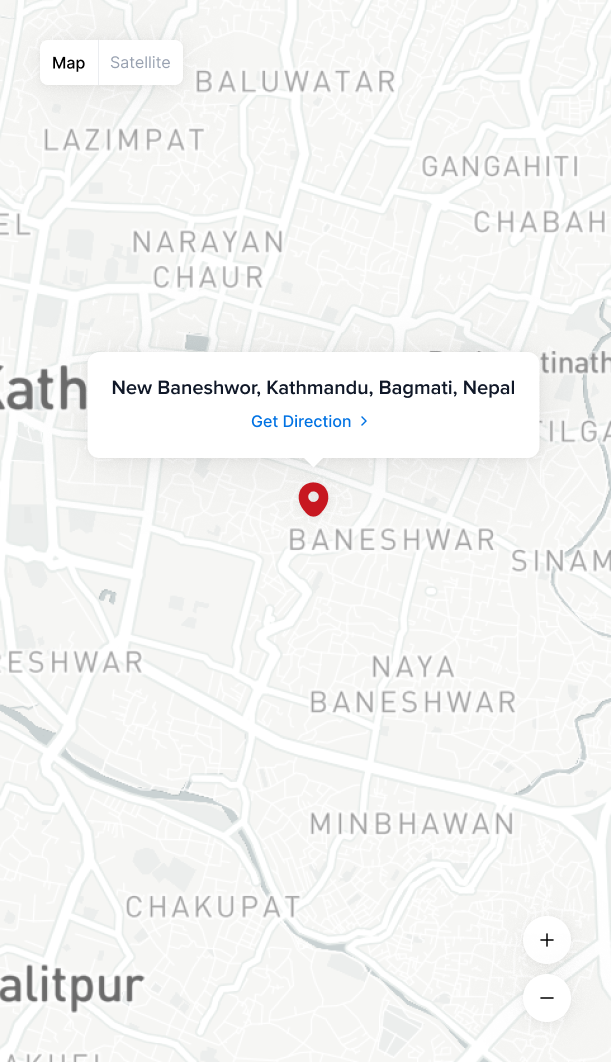 Map Satellite
BALUWATAR
LAZIMPAT
GANGAHITI
CHABAH
EL
NARAYAN
CHAUR
tinath
Kath
New Baneshwor, Kathmandu, Bagmati, Nepal
Get Direction
TILGA
BANESHWAR
SINAM
RESHWAR
NAYA
BANESHWAR
MINBHAWAN
CHAKUPAT
+
alitpur
−